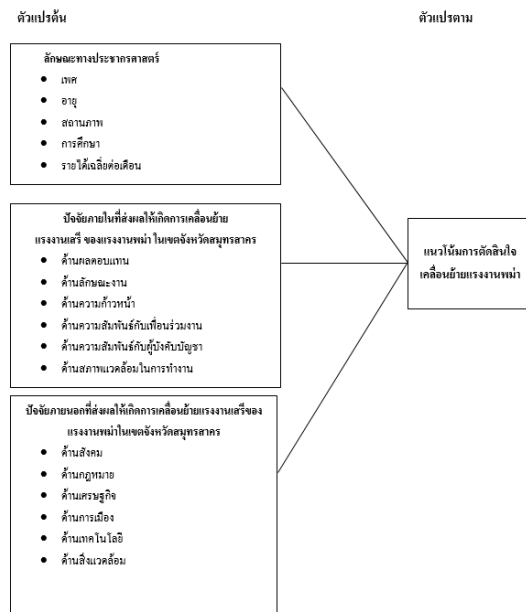 ตัวแปรต้น
ตัวแปรตาม
ลักษณะทางประชากรศาสตร์
● เพศ
● อายุ
● สถานภาพ
● การศึกษา
● รายได้เฉลี่ยต่อเดือน
ปัจจัยภายในที่ส่งผลให้เกิดการเคลื่อนย้าย
แรงงานเสรี ของแรงงานพม่า ในเขตจังหวัดสมุทรสาคร
● ด้านผลตอบแทน
● ด้านลักษณะงาน
● ด้านความก้าวหน้า
● ด้านความสัมพันธ์กับเพื่อนร่วมงาน
● ด้านความสัมพันธ์กับผู้บังคับบัญชา
● ด้านสภาพแวดล้อมในการทำงาน
แนวโน้มการตัดสินใจ
เคลื่อนย้ายแรงงานพม่า
ปัจจัยภายนอกที่ส่งผลให้เกิดการเคลื่อนย้ายแรงงานเสรีของ
แรงงานพม่าในเขตจังหวัดสมุทรสาคร
● ด้านสังคม
● ด้านกฎหมาย
● ด้านเศรษฐกิจ
● ด้านการเมือง
● ด้านเทคโนโลยี
● ด้านสิ่งแวดล้อม